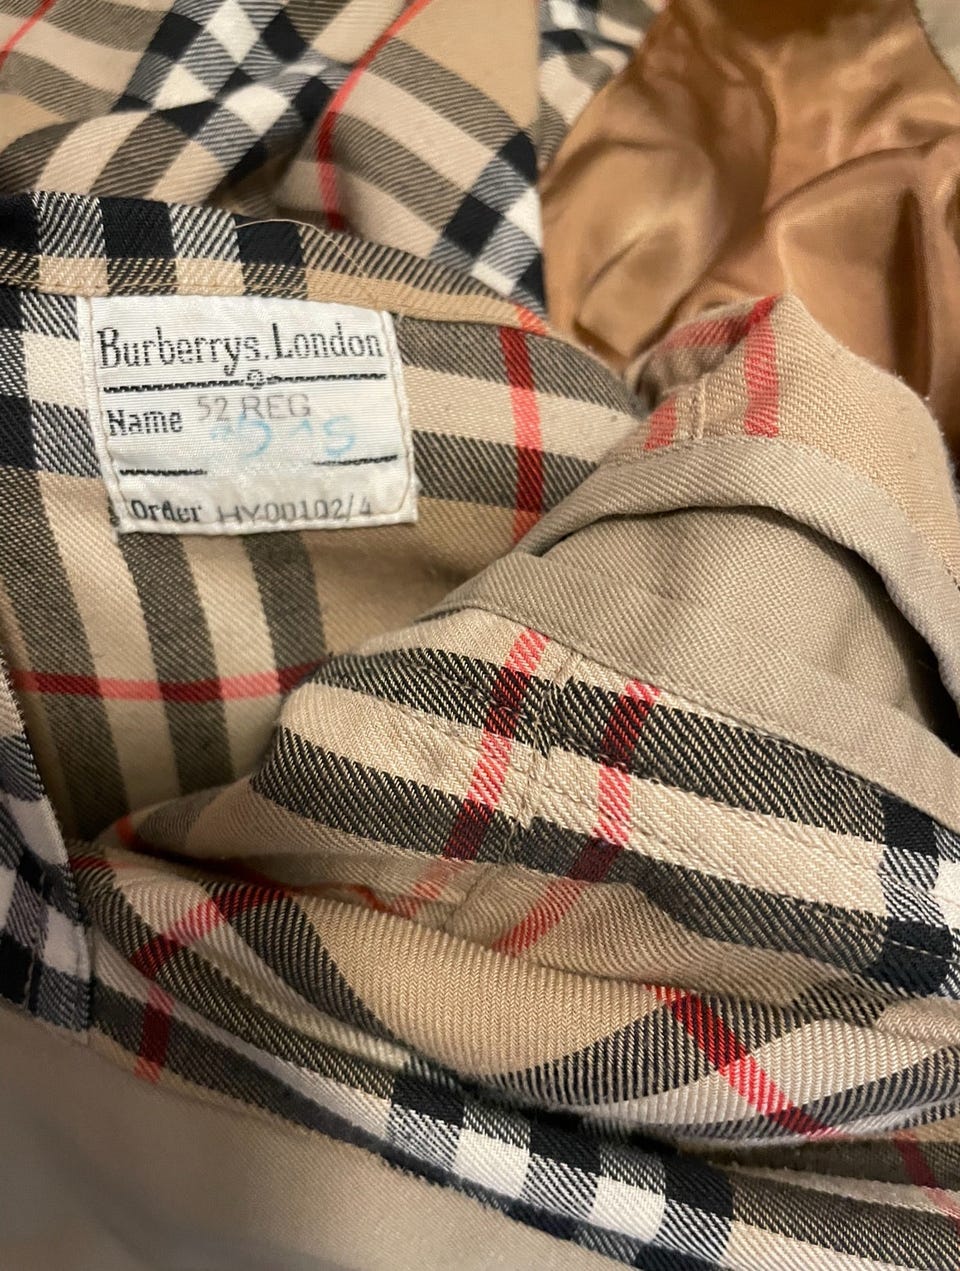 Burberrys. London
Name 52 REG
Order HY00102/4